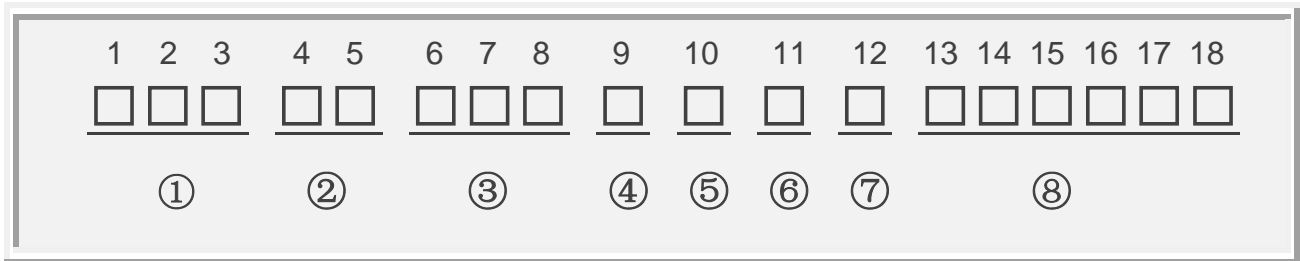 1 2 3 4 5 6 7 8 9 10 11 12 13 14 15 16 17 18
□□□ □□ □□□ □ □ □ □ □□□□□□
① ② ③ ④ ⑤ ⑥ ⑦ ⑧